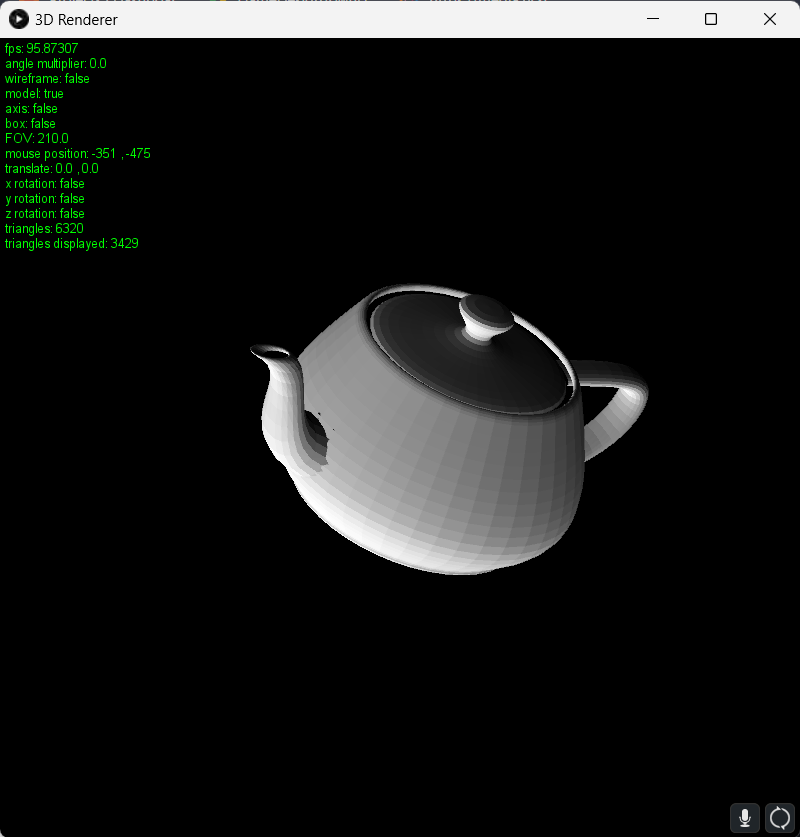 3D Renderer
fps: 95.87307
angle multiplier: 0.0
wireframe: false
model: true
axis: false
box: false
FOV: 210.0
mouse position: -351 ,-475
translate: 0.0 ,0.0
x rotation: false
y rotation: false
z rotation: false
triangles: 6320
triangles displayed: 3429